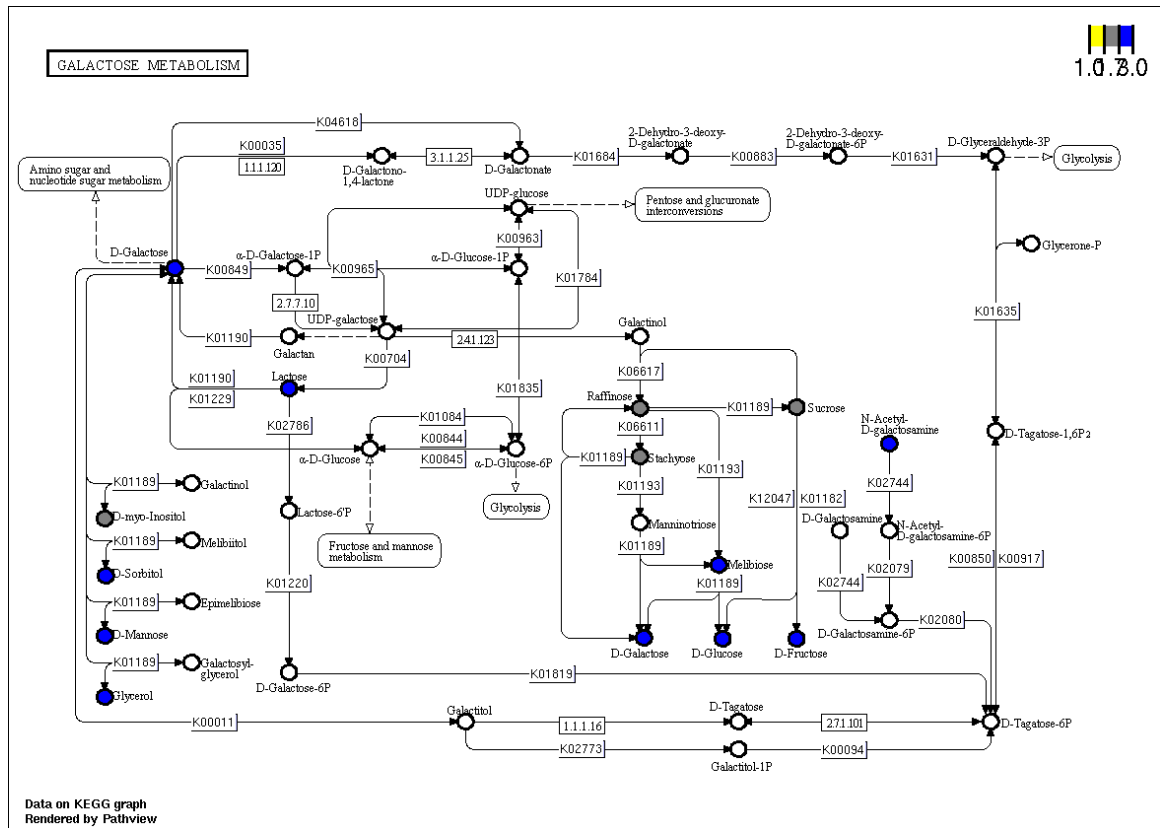 GALACTOSE METABOLISM
1.0
3.0
K04618
2-Dehydro-3-deoxy-
D-galactonate
2-Dehydro-3-deoxy-
galactonate-6P
D-Glyceraldehyde-3P
K00035
1.1.1.120
3.1.1.25
K01684
K00883
K01631
Glycolysis
Amino sugar and
nucleotide sugar metabolism
D-Galactono-
1,4-lactone
D-Galactonate
UDP-glucose
Pentose and glucuronate
interconversions
K00963
Glycerone-P
D-Galactose
α-D-Galactose-1P
α-D-Glucose-1P
K00849
K00965
K01784
2.7.7.10
UDP-galactose
K01635
K01190
Galactan
2.4.1.123
Galactinol
K00704
K01190
K01229
Lactose
K01835
K06617
Raffinose
K01189
Sucrose
K02786
K01084
K00844
K00845
α-D-Glucose
α-D-Glucose-6P
K06611
N-Acetyl-
D-galactosamine
D-Tagatose-1,6P2
K01189
Stachyose
K01193
K01193
K02744
K01189
Galactinol
D-myo-Inositol
Lactose-6'P
Glycolysis
K12047
K01182
Manninotriose
D-Galactosamine
N-Acetyl-
D-galactosamine-6P
K01189
Melibiitol
D-Sorbitol
Fructose and mannose
metabolism
K01189
Melibiose
K01189
K00850
K00917
K02744
K02079
K01220
K01189
Epimelibiose
D-Mannose
K02080
D-Galactosamine-6P
D-Galactose
D-Glucose
D-Fructose
K01189
Galactosyl-
glycerol
Glycerol
D-Galactose-6P
K01819
K00011
Galactitol
1.1.1.16
D-Tagatose
2.7.1.101
D-Tagatose-6P
K02773
Galactitol-1P
K00094
Data on KEGG graph
Rendered by Pathview